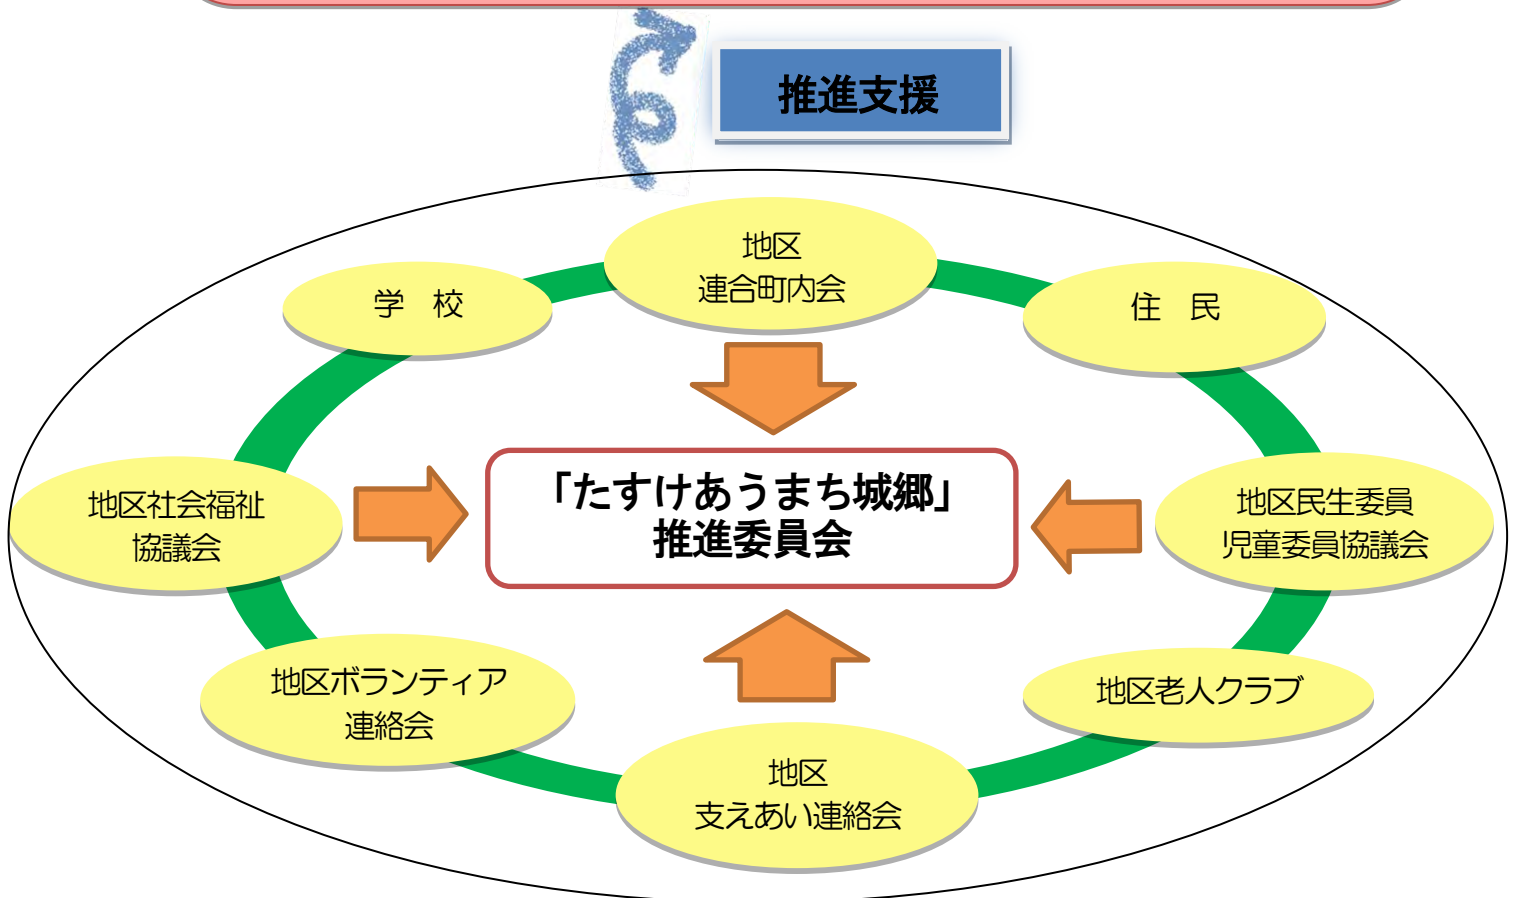 推進支援
地区
連合町内会
学　校
住　民
「たすけあうまち城郷」
推進委員会
地区社会福祉
協議会
地区民生委員
児童委員協議会
地区ボランティア
連絡会
地区老人クラブ
地区
支えあい連絡会